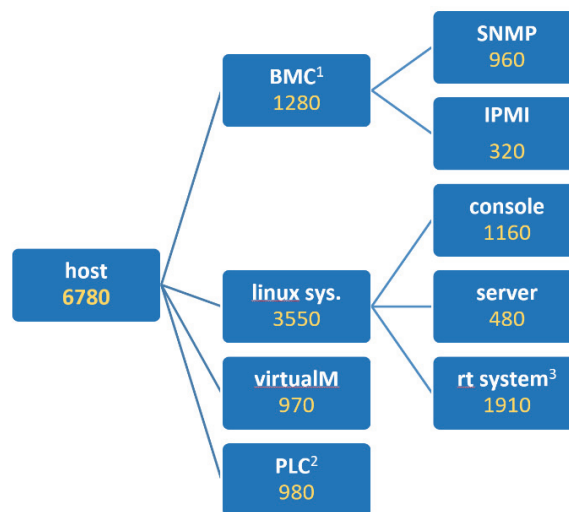 host
6780
BMC¹
1280
SNMP
960
IPMI
320
linux sys.
3550
console
1160
server
480
rt system³
1910
virtualM
970
PLC²
980